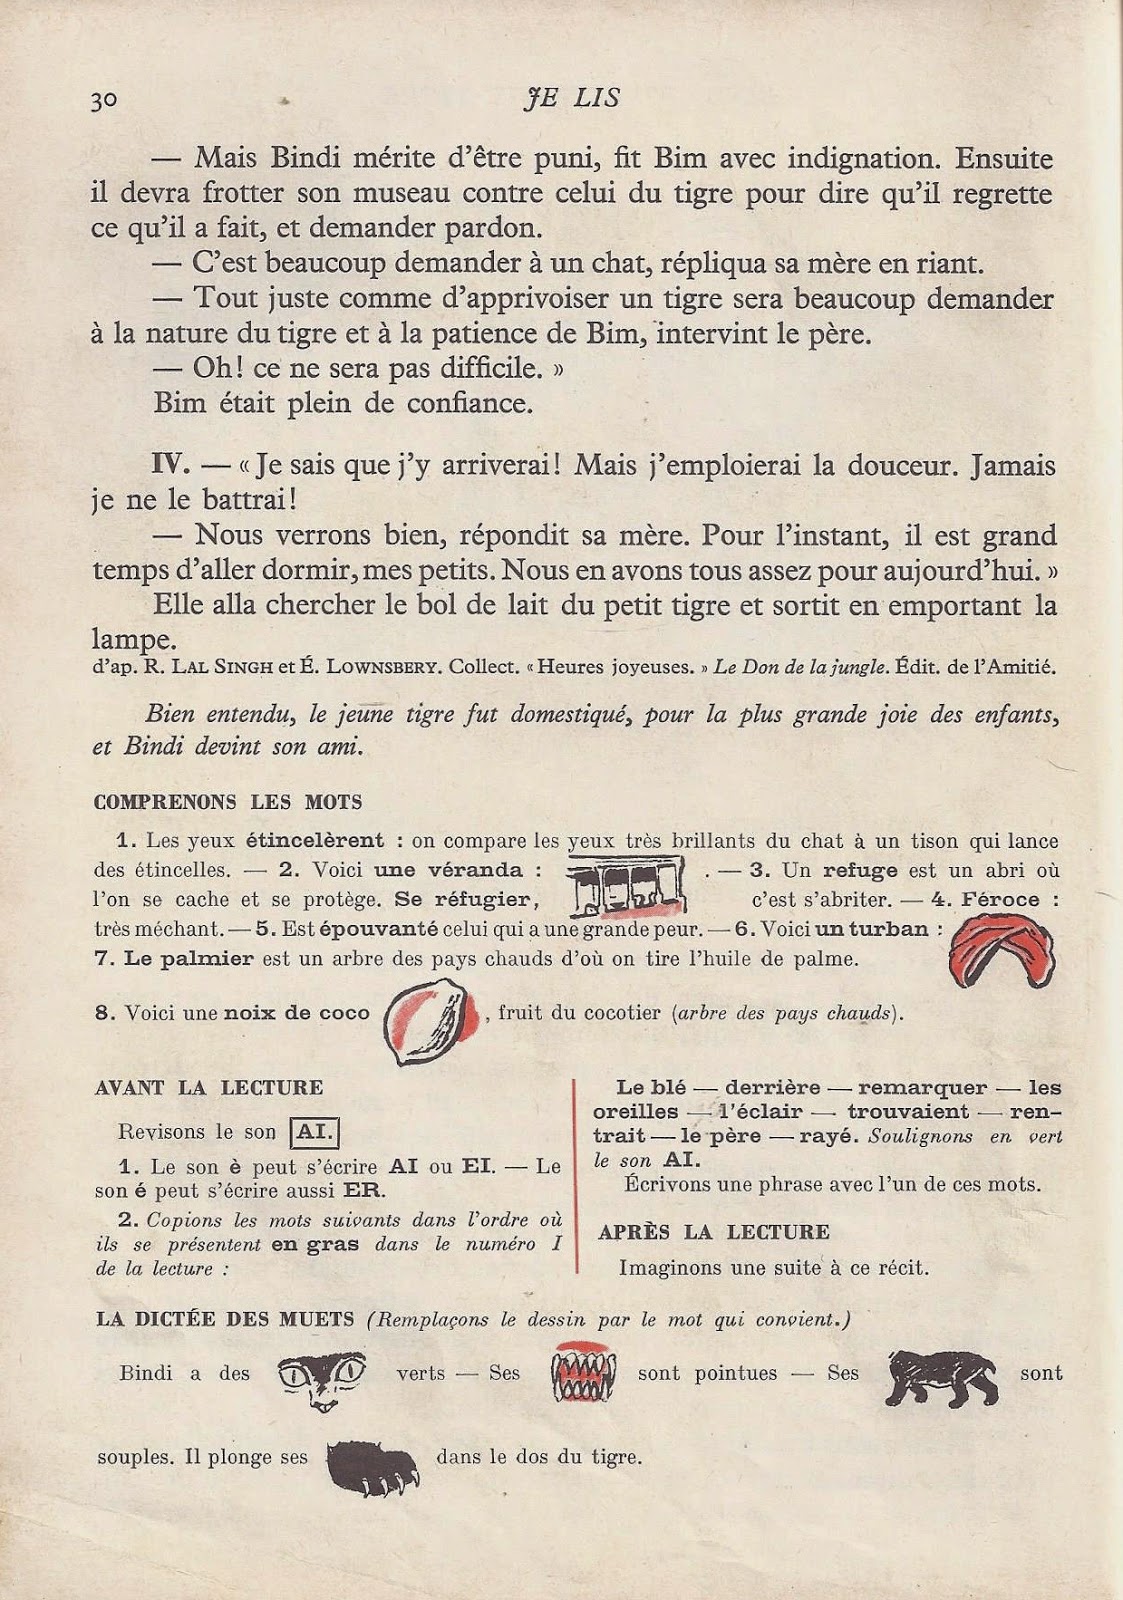 30
JE LIS
— Mais Bindi mérite d'être puni, fit Bim avec indignation. Ensuite
il devra frotter son museau contre celui du tigre pour dire qu'il regrette
ce qu'il a fait, et demander pardon.
— C'est beaucoup demander à un chat, répliqua sa mère en riant.
— Tout juste comme d'apprivoiser un tigre sera beaucoup demander
à la nature du tigre et à la patience de Bim, intervint le père.
— Oh! ce ne sera pas difficile. »
Bim était plein de confiance.
IV. — « Je sais que j'y arriverai! Mais j'emploierai la douceur. Jamais
je ne le battrai!
— Nous verrons bien, répondit sa mère. Pour l'instant, il est grand
temps d'aller dormir, mes petits. Nous en avons tous assez pour aujourd'hui. »
Elle alla chercher le bol de lait du petit tigre et sortit en emportant la
lampe.
d'ap. R. LAL SINGH et É. LOWNSBERY. Collect. « Heures joyeuses. » Le Don de la jungle. Édit. de l'Amitié.
Bien entendu, le jeune tigre fut domestiqué, pour la plus grande joie des enfants,
et Bindi devint son ami.
COMPRENONS LES MOTS
1. Les yeux étincelèrent : on compare les yeux très brillants du chat à un tison qui lance
des étincelles. — 2. Voici une véranda : . — 3. Un refuge est un abri où
l'on se cache et se protège. Se réfugier, c'est s'abriter. — 4. Féroce :
très méchant. — 5. Est épouvanté celui qui a une grande peur. — 6. Voici un turban :
7. Le palmier est un arbre des pays chauds d'où on tire l'huile de palme.
8. Voici une noix de coco , fruit du cocotier (arbre des pays chauds).
AVANT LA LECTURE
Revisons le son AI.
1. Le son è peut s'écrire AI ou EI. — Le
son é peut s'écrire aussi ER.
2. Copions les mots suivants dans l'ordre où
ils se présentent en gras dans le numéro I
de la lecture :
Le blé — derrière — remarquer — les
oreilles — l'éclair — trouvaient — ren-
trait — le père — rayé. Soulignons en vert
le son AI.
Écrivons une phrase avec l'un de ces mots.
APRÈS LA LECTURE
Imaginons une suite à ce récit.
LA DICTÉE DES MUETS (Remplaçons le dessin par le mot qui convient.)
Bindi a des verts — Ses sont pointues — Ses sont
souples. Il plonge ses dans le dos du tigre.